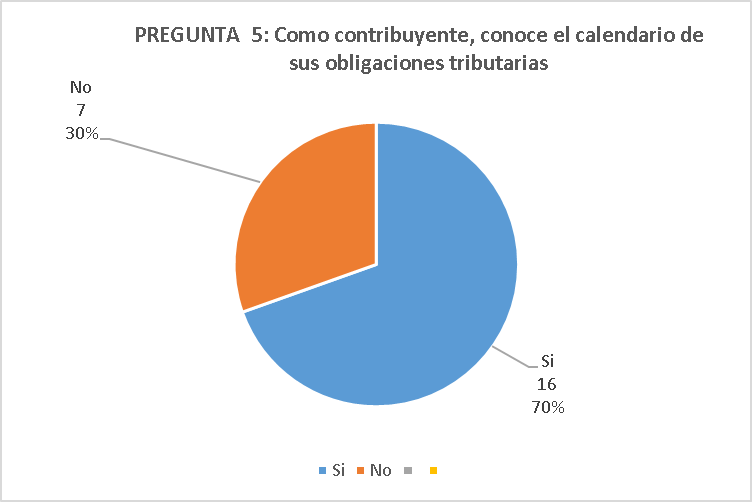 PREGUNTA  5: Como contribuyente, conoce el calendario de
sus obligaciones tributarias
No
7
30%
Si
16
70%
Si No